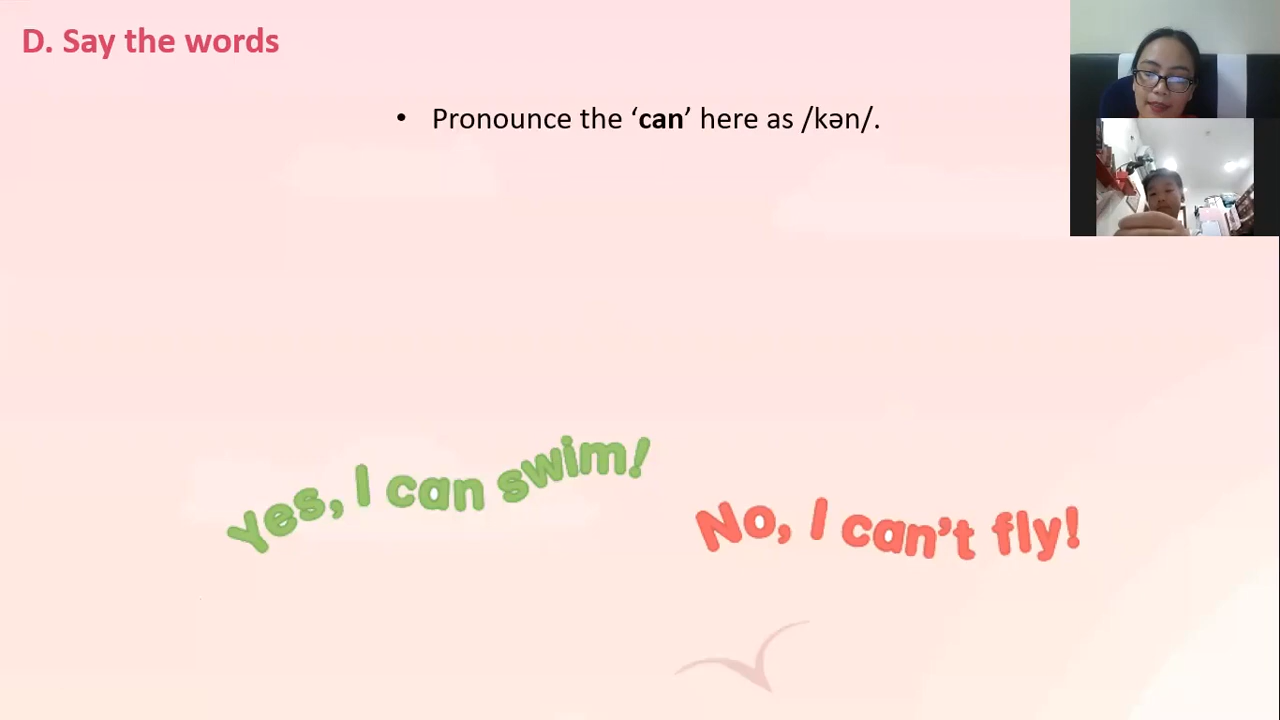 D. Say the words
• Pronounce the ‘can’ here as /kən/.
Yes, I can swim!
No, I can’t fly!